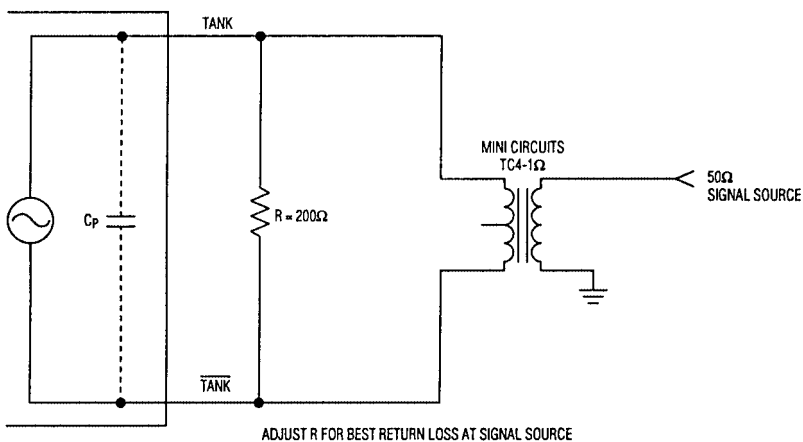 TANK
MINI CIRCUITS
TC4-1Ω
50Ω
SIGNAL SOURCE
CP
R = 200Ω
TANK
ADJUST R FOR BEST RETURN LOSS AT SIGNAL SOURCE